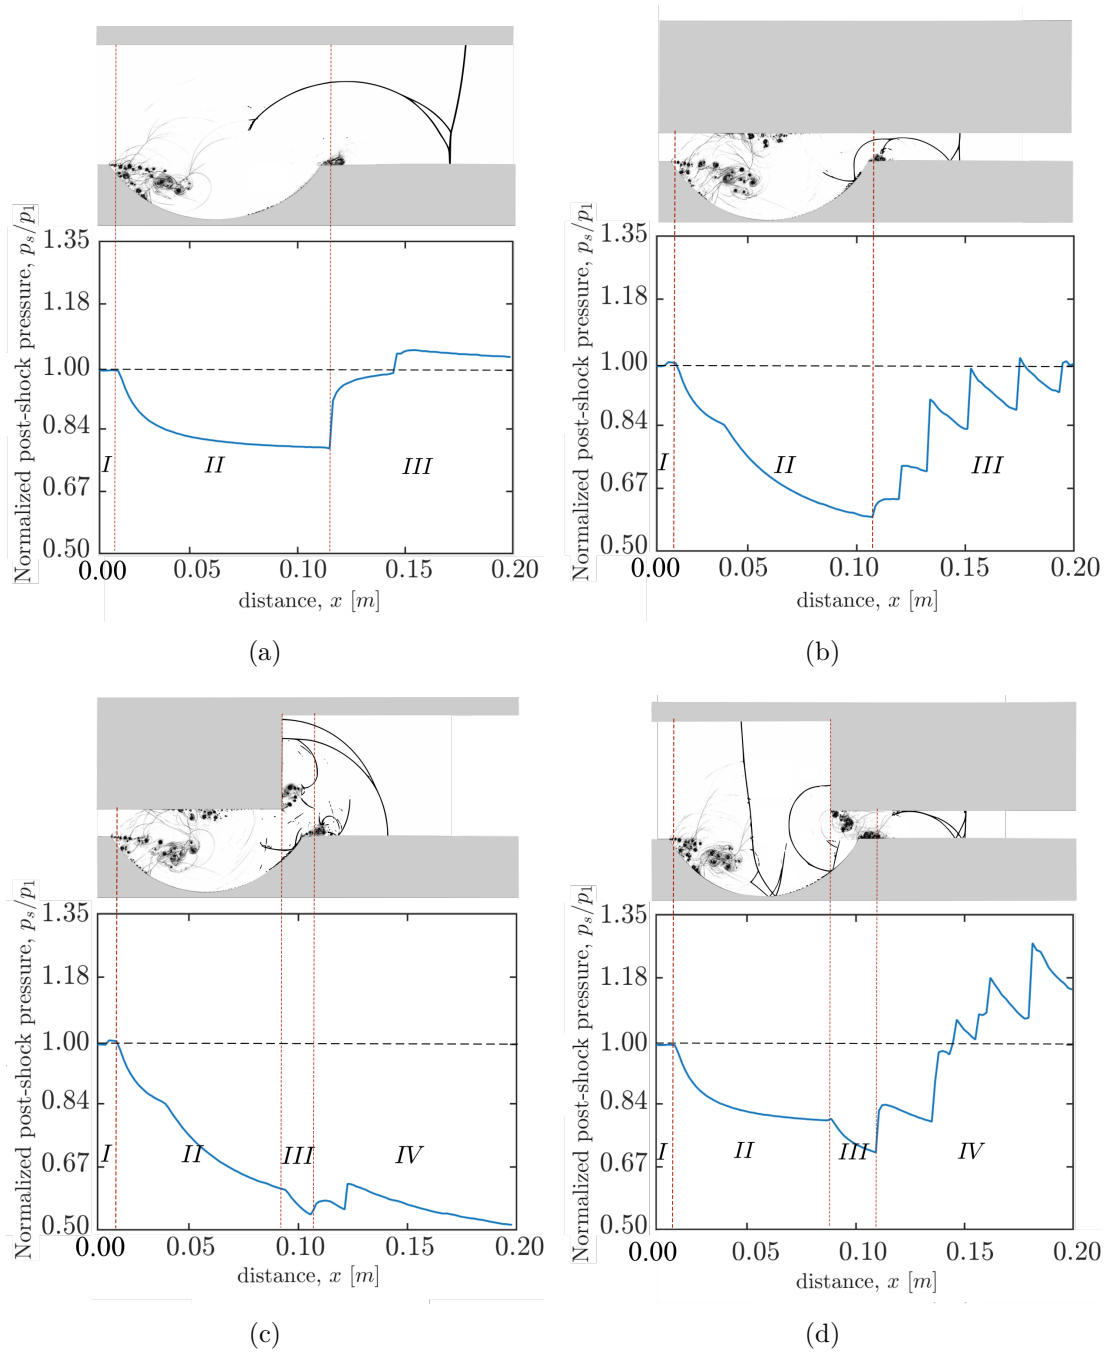 Normalized post-shock pressure, p_s/p_1
1.35
1.18
1.00
0.84
0.67
0.50
I
II
III
0.00
0.05
0.10
0.15
0.20
distance, x [m]
(a)
Normalized post-shock pressure, p_s/p_1
1.35
1.18
1.00
0.84
0.67
0.50
I
II
III
0.00
0.05
0.10
0.15
0.20
distance, x [m]
(b)
Normalized post-shock pressure, p_s/p_1
1.35
1.18
1.00
0.84
0.67
0.50
I
II
III
IV
0.00
0.05
0.10
0.15
0.20
distance, x [m]
(c)
Normalized post-shock pressure, p_s/p_1
1.35
1.18
1.00
0.84
0.67
0.50
I
II
III
IV
0.00
0.05
0.10
0.15
0.20
distance, x [m]
(d)